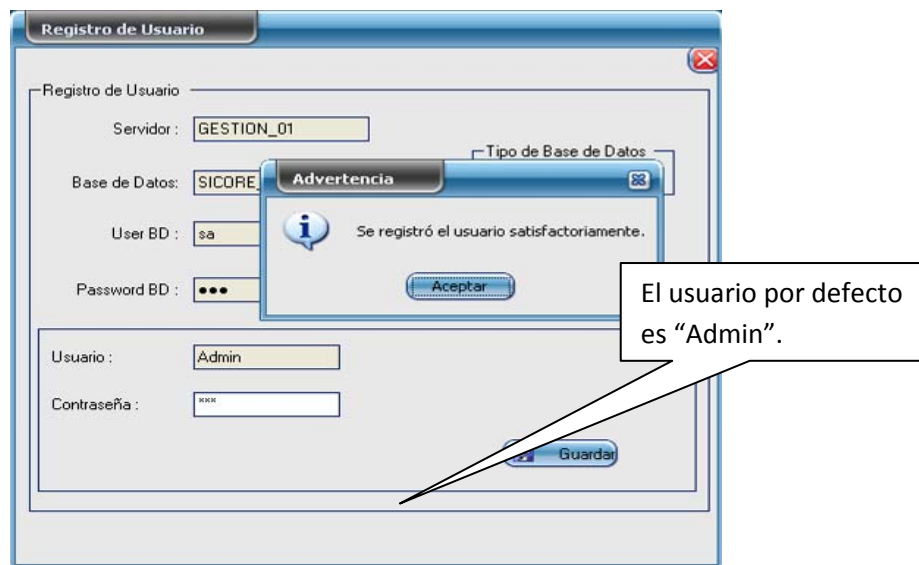 Registro de Usuario
Registro de Usuario
Servidor : GESTION_01
Tipo de Base de Datos
Base de Datos: SICORE_
Advertencia
User BD : sa
Se registró el usuario satisfactoriamente.
Password BD : •••
Aceptar
El usuario por defecto
es “Admin”.
Usuario : Admin
Contraseña : ***
Guardar